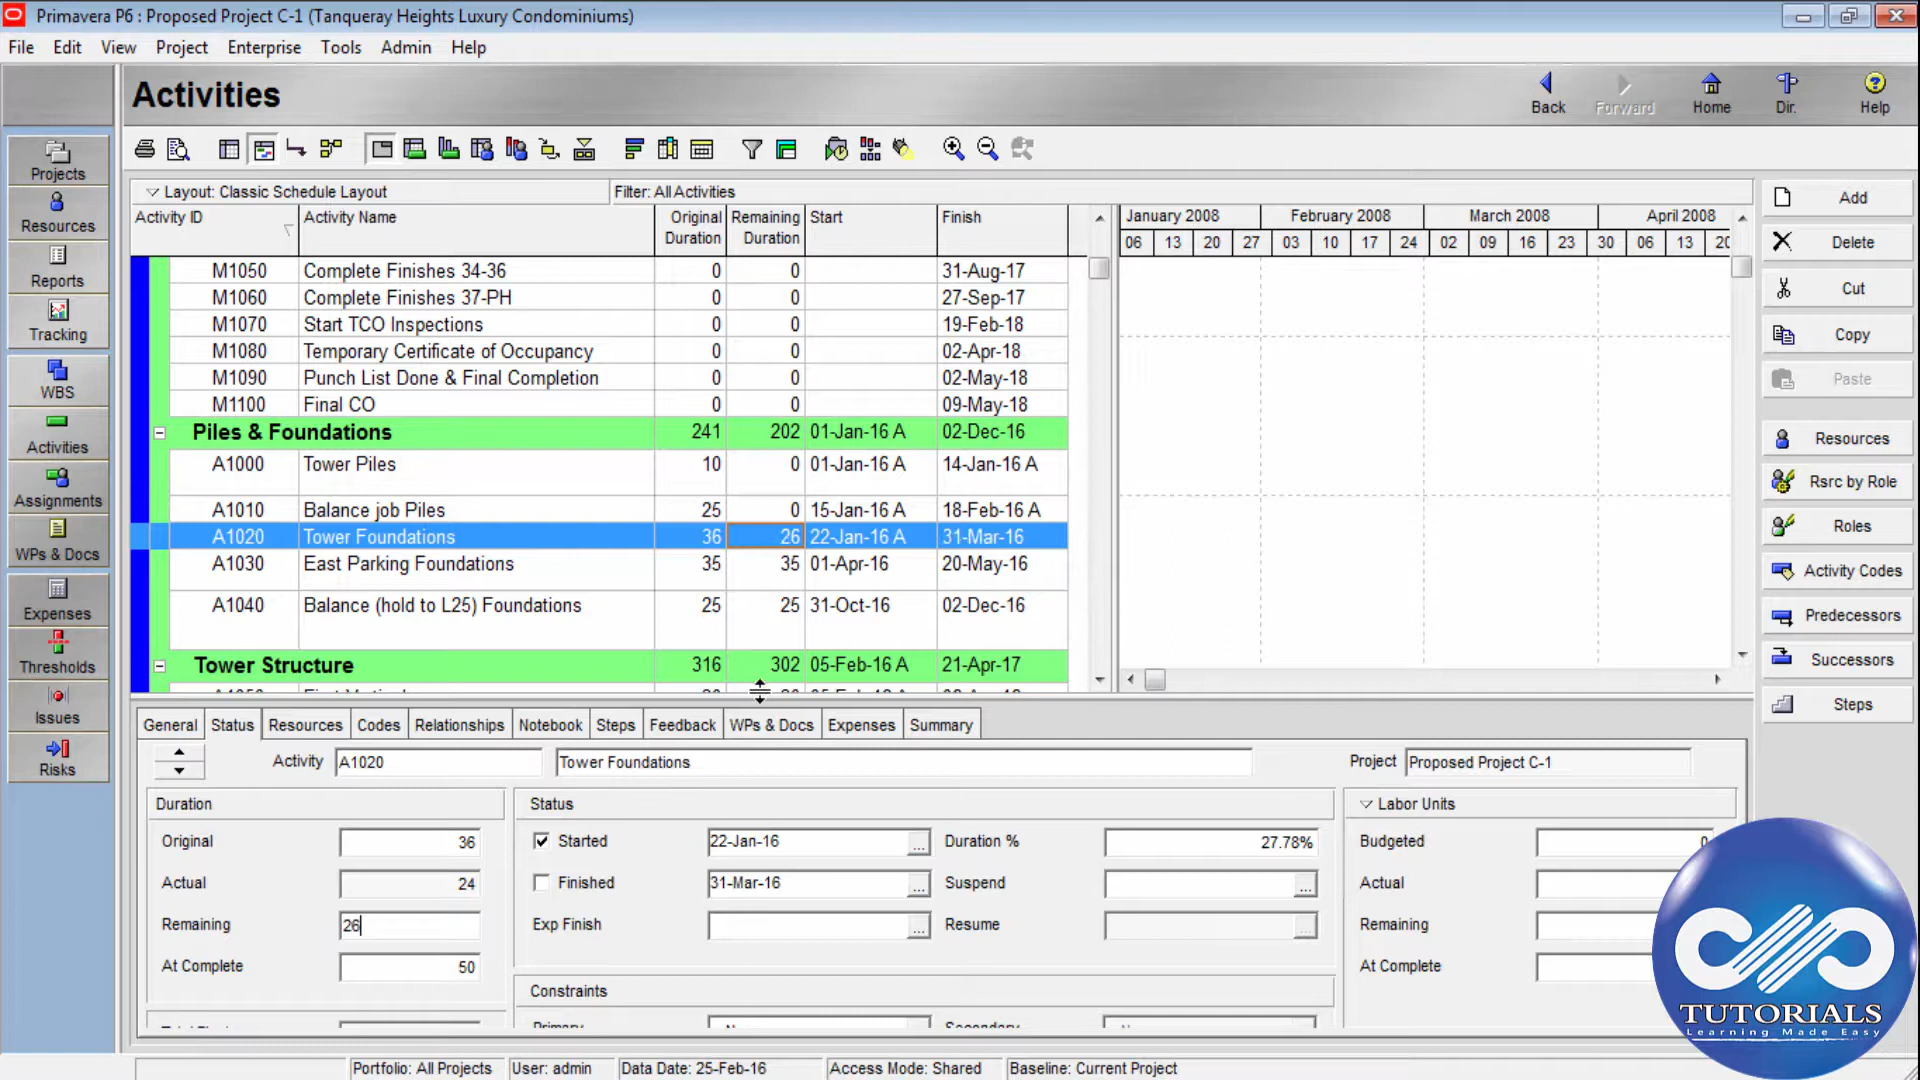 Primavera P6 : Proposed Project C-1 (Tanqueray Heights Luxury Condominiums)
File Edit View Project Enterprise Tools Admin Help
Activities
Back Forward Home Dir. Help
Layout: Classic Schedule Layout Filter: All Activities
Activity ID Activity Name Original Duration Remaining Duration Start Finish
January 2008 February 2008 March 2008 April 2008
06 13 20 27 03 10 17 24 02 09 16 23 30 06 13 20
M1050 Complete Finishes 34-36 0 0 31-Aug-17
M1060 Complete Finishes 37-PH 0 0 27-Sep-17
M1070 Start TCO Inspections 0 0 19-Feb-18
M1080 Temporary Certificate of Occupancy 0 0 02-Apr-18
M1090 Punch List Done & Final Completion 0 0 02-May-18
M1100 Final CO 0 0 09-May-18
Piles & Foundations 241 202 01-Jan-16 A 02-Dec-16
A1000 Tower Piles 10 0 01-Jan-16 A 14-Jan-16 A
A1010 Balance job Piles 25 0 15-Jan-16 A 18-Feb-16 A
A1020 Tower Foundations 36 26 22-Jan-16 A 31-Mar-16
A1030 East Parking Foundations 35 35 01-Apr-16 20-May-16
A1040 Balance (hold to L25) Foundations 25 25 31-Oct-16 02-Dec-16
Tower Structure 316 302 05-Feb-16 A 21-Apr-17
Projects
Resources
Reports
Tracking
WBS
Activities
Assignments
WPs & Docs
Expenses
Thresholds
Issues
Risks
Add
Delete
Cut
Copy
Paste
Resources
Rsrc by Role
Roles
Activity Codes
Predecessors
Successors
Steps
General Status Resources Codes Relationships Notebook Steps Feedback WPs & Docs Expenses Summary
Activity A1020 Tower Foundations Project Proposed Project C-1
Duration
Original 36
Actual 24
Remaining 26
At Complete 50
Status
Started 22-Jan-16 Duration % 27.78%
Finished 31-Mar-16 Suspend
Exp Finish Resume
Constraints
Labor Units
Budgeted 0
Actual
Remaining
At Complete
TUTORIALS
Learning Made Easy
Portfolio: All Projects User: admin Data Date: 25-Feb-16 Access Mode: Shared Baseline: Current Project